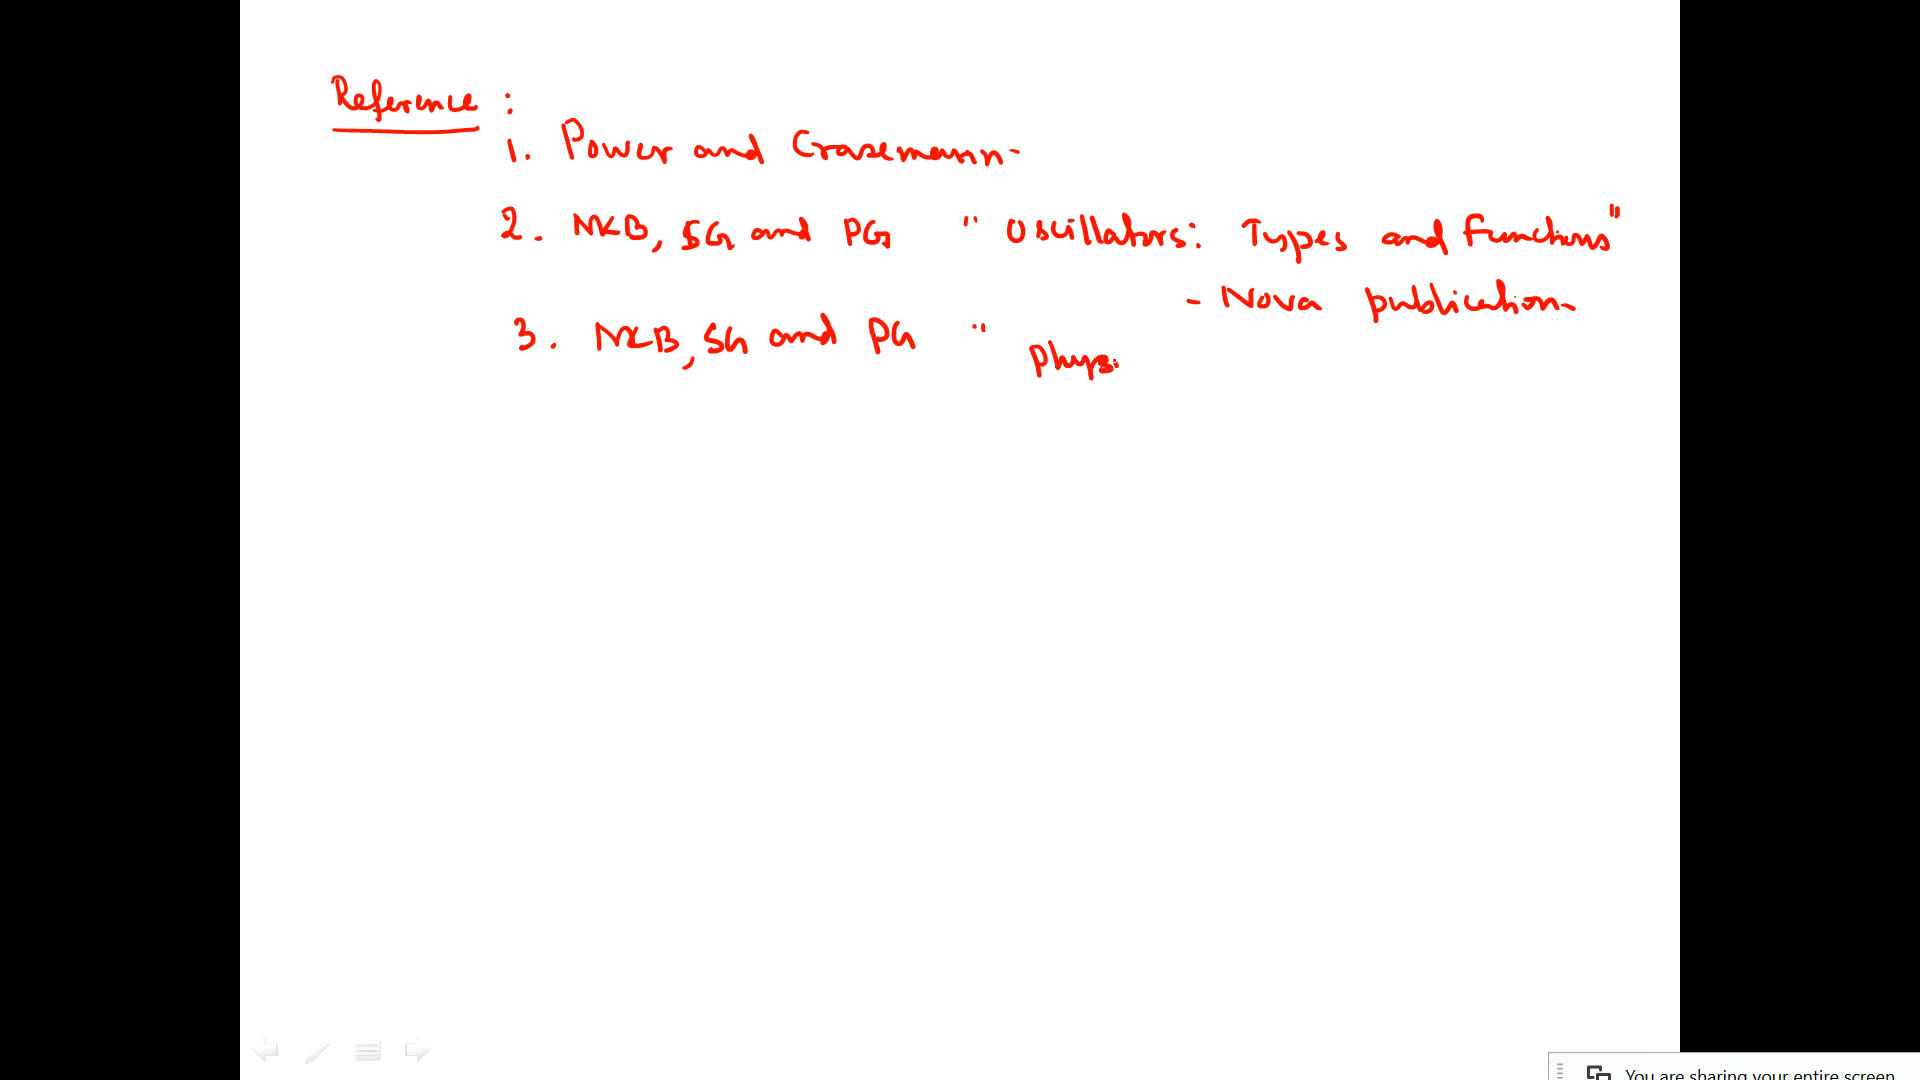 Reference :
1. Power and Crasemann-
2. NKB, SG and PG " Oscillators: Types and Functions"
- Nova publication-
3. NKB, SG and PG "
Phys.
You are sharing your entire screen